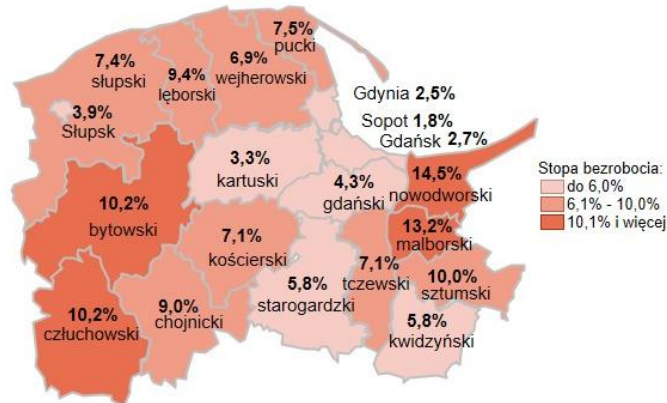 7,5%
pucki
7,4%
słupski
9,4%
lęborski
6,9%
wejherowski
3,9%
Słupsk
Gdynia 2,5%
Sopot 1,8%
Gdańsk 2,7%
10,2%
bytowski
3,3%
kartuski
4,3%
gdański
14,5%
nowodworski
13,2%
malborski
7,1%
kościerski
5,8%
starogardzki
7,1%
tczewski
10,0%
sztumski
10,2%
człuchowski
9,0%
chojnicki
5,8%
kwidzyński
Stopa bezrobocia:
do 6,0%
6,1% - 10,0%
10,1% i więcej